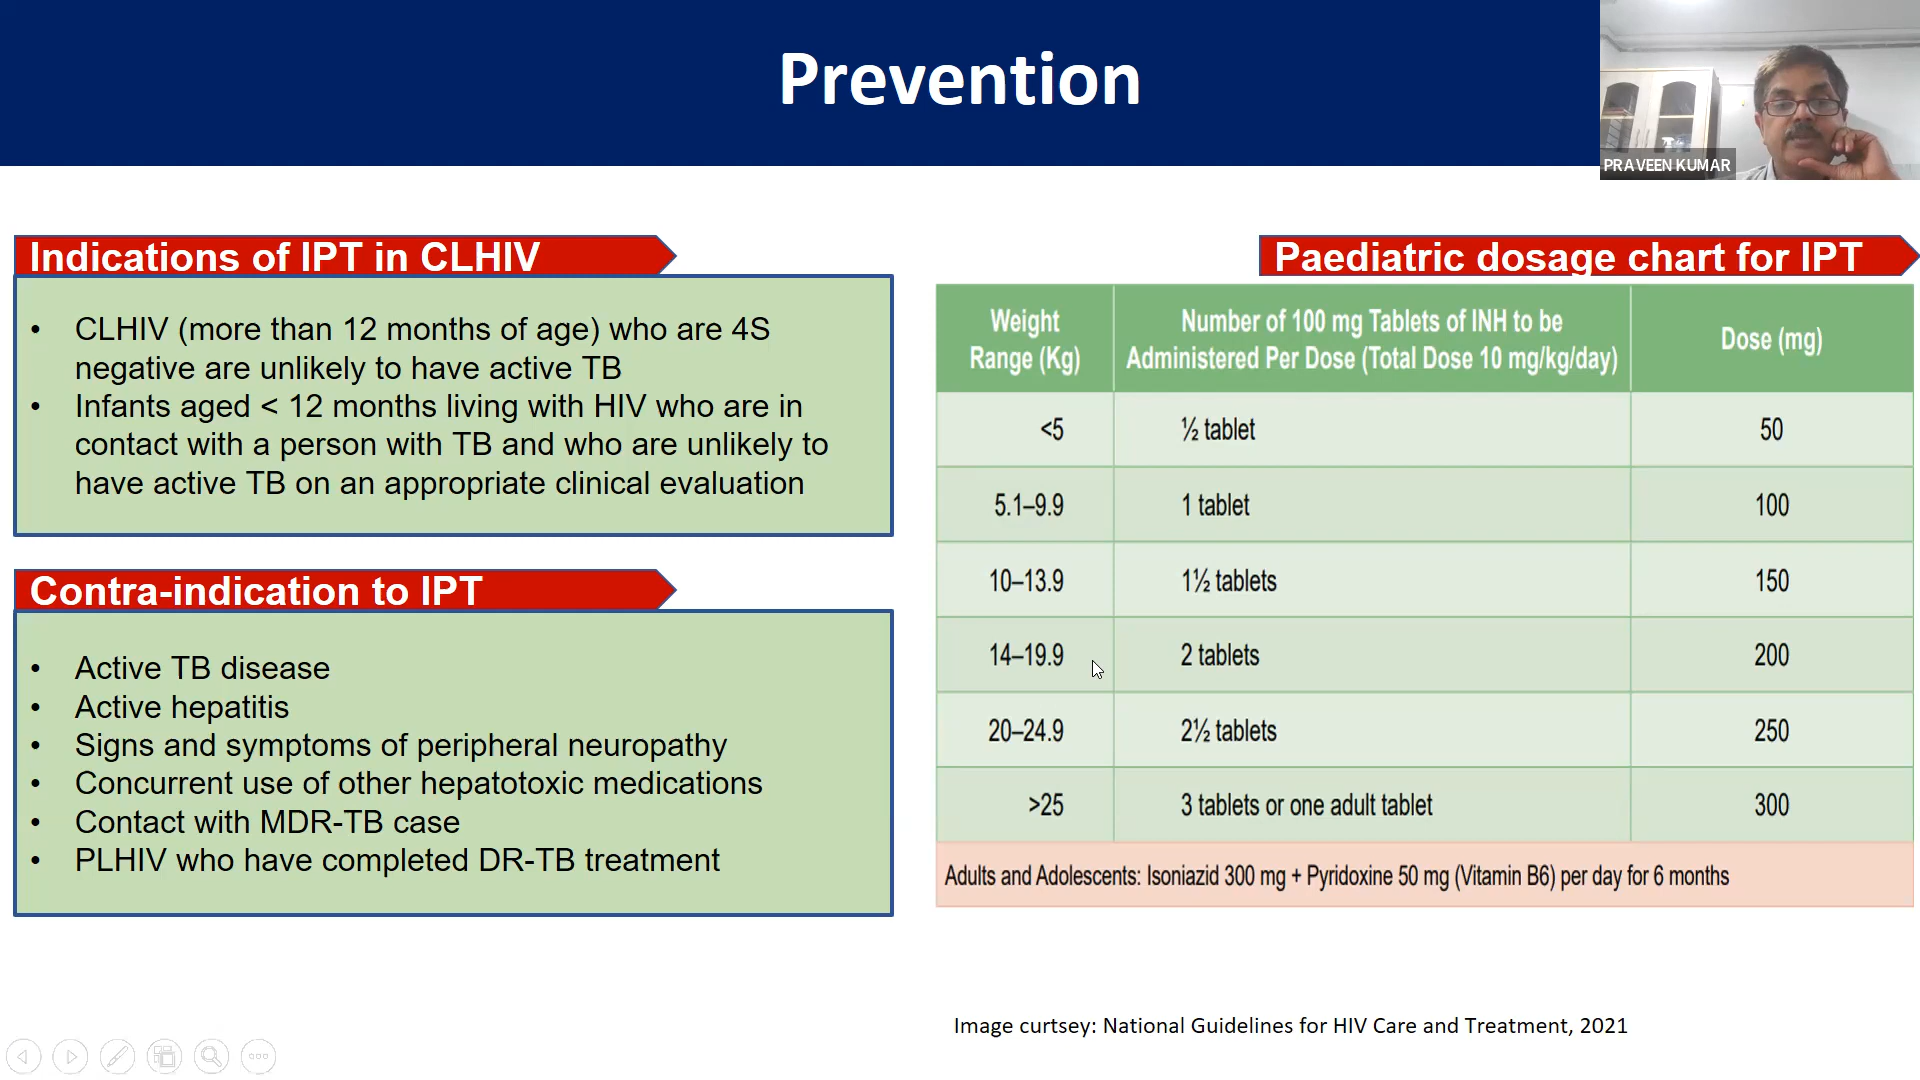 Prevention
PRAVEEN KUMAR
Indications of IPT in CLHIV
• CLHIV (more than 12 months of age) who are 4S
negative are unlikely to have active TB
• Infants aged < 12 months living with HIV who are in
contact with a person with TB and who are unlikely to
have active TB on an appropriate clinical evaluation
Contra-indication to IPT
• Active TB disease
• Active hepatitis
• Signs and symptoms of peripheral neuropathy
• Concurrent use of other hepatotoxic medications
• Contact with MDR-TB case
• PLHIV who have completed DR-TB treatment
Paediatric dosage chart for IPT
Weight
Range (Kg)
Number of 100 mg Tablets of INH to be
Administered Per Dose (Total Dose 10 mg/kg/day)
Dose (mg)
<5 ½ tablet 50
5.1–9.9 1 tablet 100
10–13.9 1½ tablets 150
14–19.9 2 tablets 200
20–24.9 2½ tablets 250
>25 3 tablets or one adult tablet 300
Adults and Adolescents: Isoniazid 300 mg + Pyridoxine 50 mg (Vitamin B6) per day for 6 months
Image curtsey: National Guidelines for HIV Care and Treatment, 2021